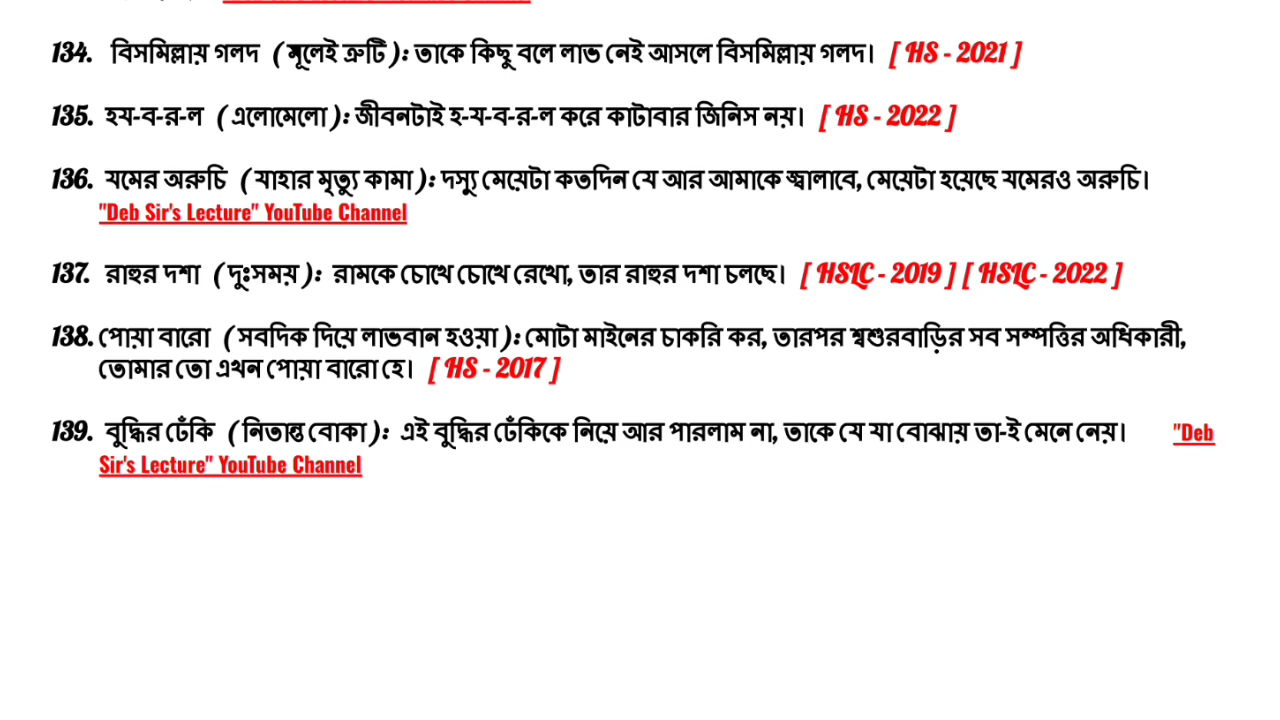 134. বিসমিল্লায় গলদ ( মূলেই ত্রুটি ): তাকে কিছু বলে লাভ নেই আসলে বিসমিল্লায় গলদ। [ HS - 2021 ]
135. হয-ব-র-ল ( এলোমেলো ): জীবনটাই হ-য-ব-র-ল করে কাটাবার জিনিস নয়। [ HS - 2022 ]
136. যমের অরুচি ( যাহার মৃত্যু কামা ): দস্যু মেয়েটা কতদিন যে আর আমাকে জ্বালাবে, মেয়েটা হয়েছে যমেরও অরুচি।
"Deb Sir's Lecture" YouTube Channel
137. রাহুর দশা ( দুঃসময় ): রামকে চোখে চোখে রেখো, তার রাহুর দশা চলছে। [ HSLC - 2019 ] [ HSLC - 2022 ]
138. পোয়া বারো ( সবদিক দিয়ে লাভবান হওয়া ): মোটা মাইনের চাকরি কর, তারপর শ্বশুরবাড়ির সব সম্পত্তির অধিকারী,
তোমার তো এখন পোয়া বারো হে। [ HS - 2017 ]
139. বুদ্ধির ঢেঁকি ( নিতান্ত বোকা ): এই বুদ্ধির ঢেঁকিকে নিয়ে আর পারলাম না, তাকে যে যা বোঝায় তা-ই মেনে নেয়। "Deb
Sir's Lecture" YouTube Channel